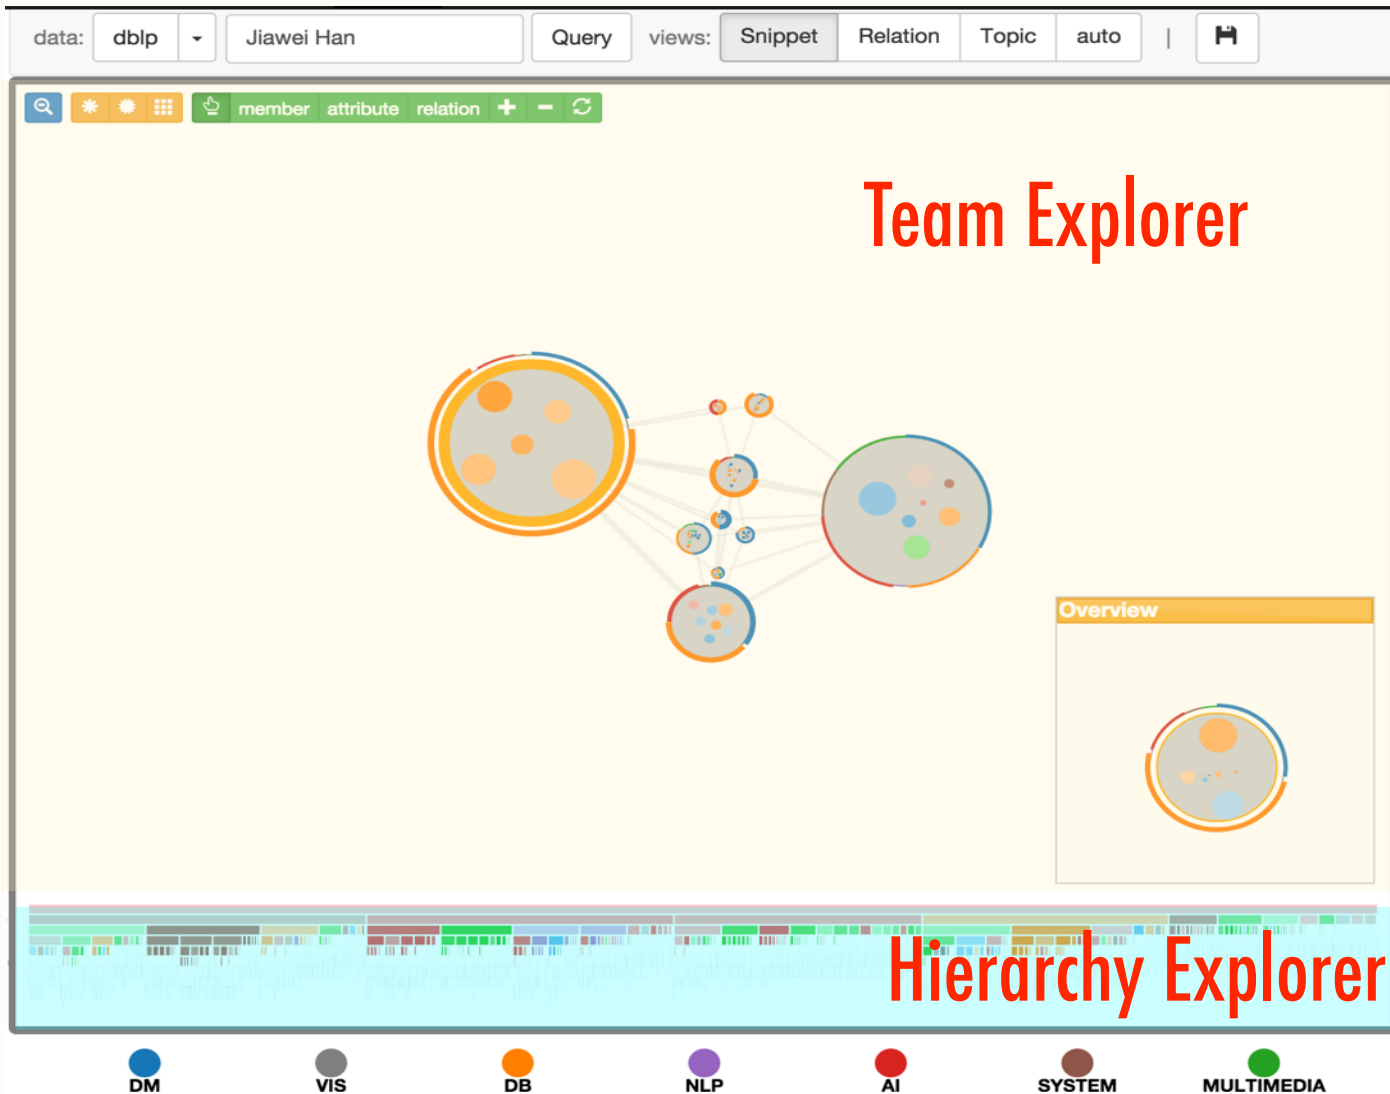 data: dblp Jiawei Han Query views: Snippet Relation Topic auto |
member attribute relation
Team Explorer
Overview
Hierarchy Explorer
DM VIS DB NLP AI SYSTEM MULTIMEDIA